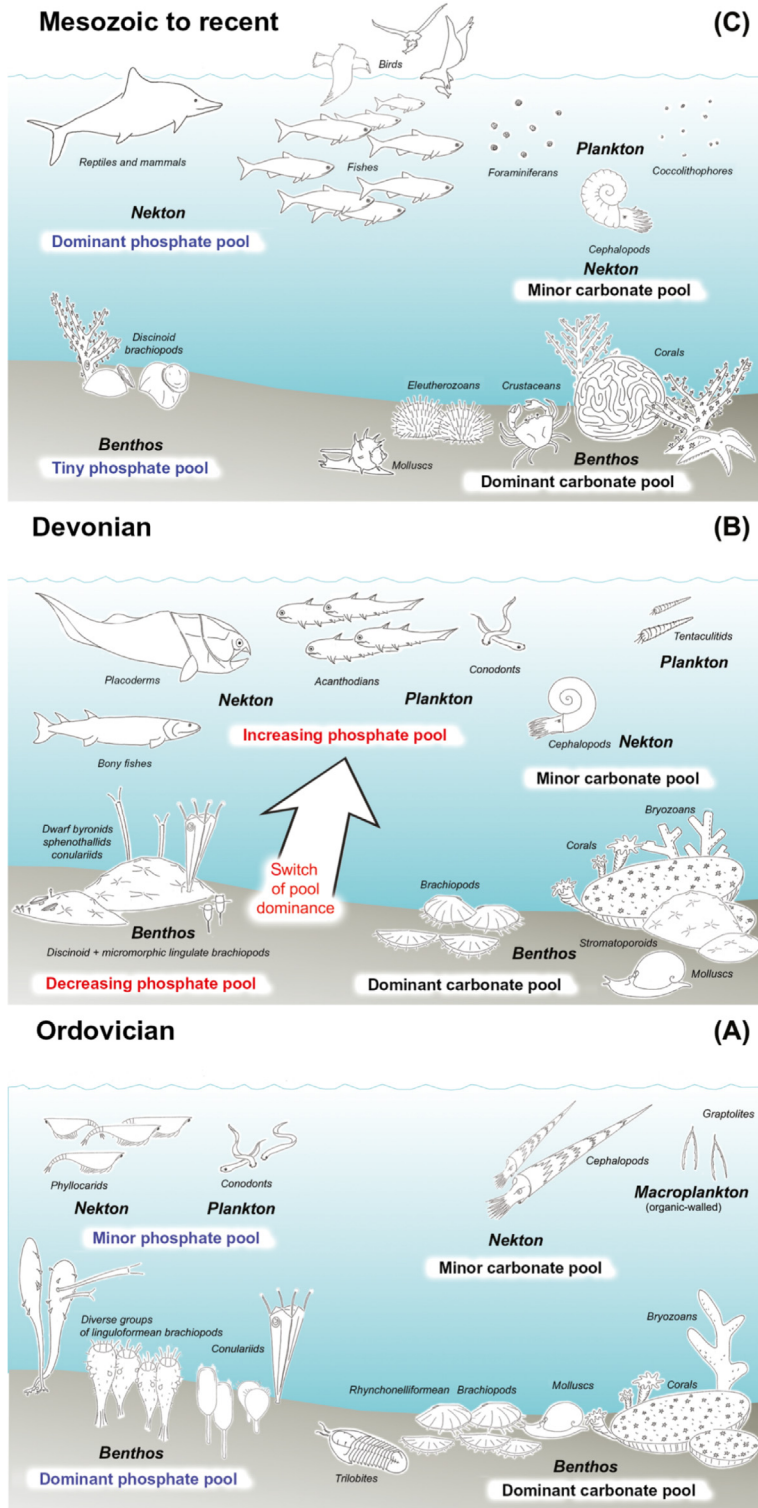 Mesozoic to recent
(C)
Birds
Reptiles and mammals
Fishes
Foraminiferans
Plankton
Coccolithophores
Nekton
Dominant phosphate pool
Cephalopods
Nekton
Minor carbonate pool
Discinoid
brachiopods
Eleutherozoans
Crustaceans
Corals
Benthos
Tiny phosphate pool
Molluscs
Benthos
Dominant carbonate pool
Devonian
(B)
Placoderms
Nekton
Acanthodians
Plankton
Conodonts
Tentaculitids
Plankton
Increasing phosphate pool
Bony fishes
Cephalopods
Nekton
Minor carbonate pool
Dwarf byronids
sphenothallids
conulariids
Switch
of pool
dominance
Bryozoans
Corals
Brachiopods
Benthos
Discinoid + micromorphic lingulate brachiopods
Decreasing phosphate pool
Benthos
Dominant carbonate pool
Stromatoporoids
Molluscs
Ordovician
(A)
Phyllocarids
Nekton
Conodonts
Plankton
Minor phosphate pool
Cephalopods
Graptolites
Macroplankton
(organic-walled)
Nekton
Minor carbonate pool
Diverse groups
of linguloformean brachiopods
Conulariids
Bryozoans
Rhynchonelliformean Brachiopods
Molluscs
Corals
Benthos
Dominant phosphate pool
Trilobites
Benthos
Dominant carbonate pool